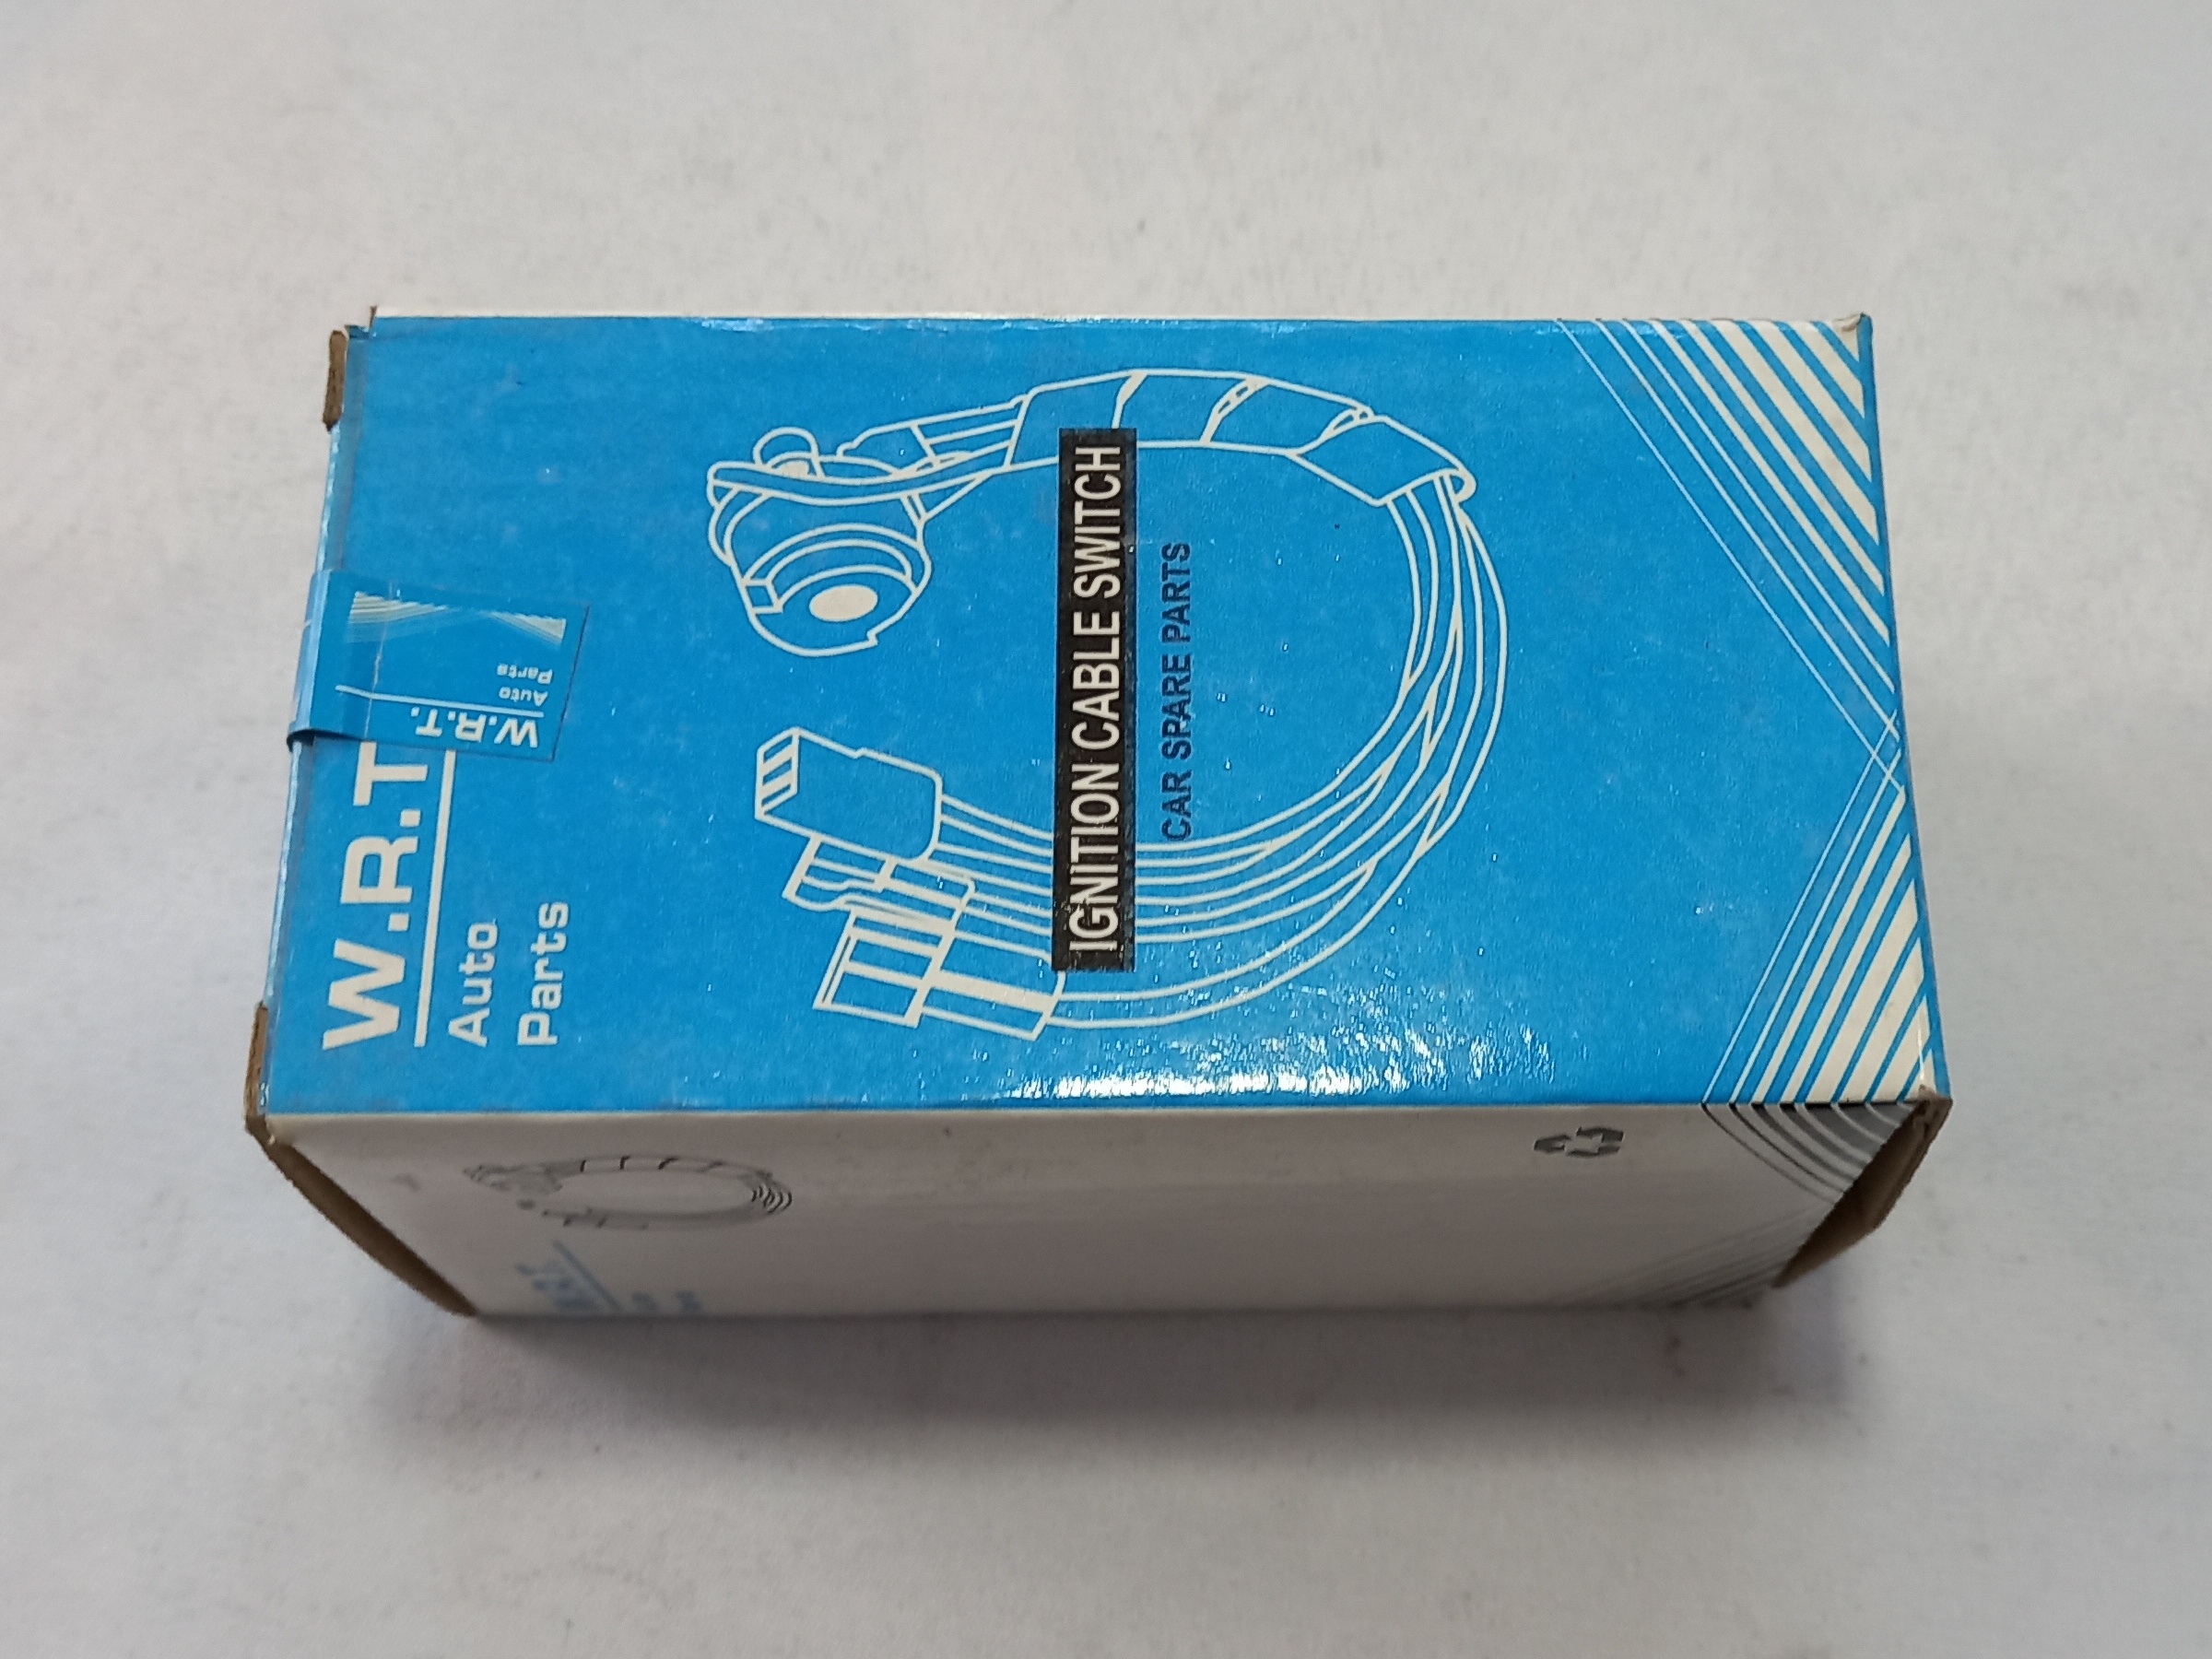 W.R.T.
Auto
Parts
W.R.T.
Auto
Parts
IGNITION CABLE SWITCH
CAR SPARE PARTS